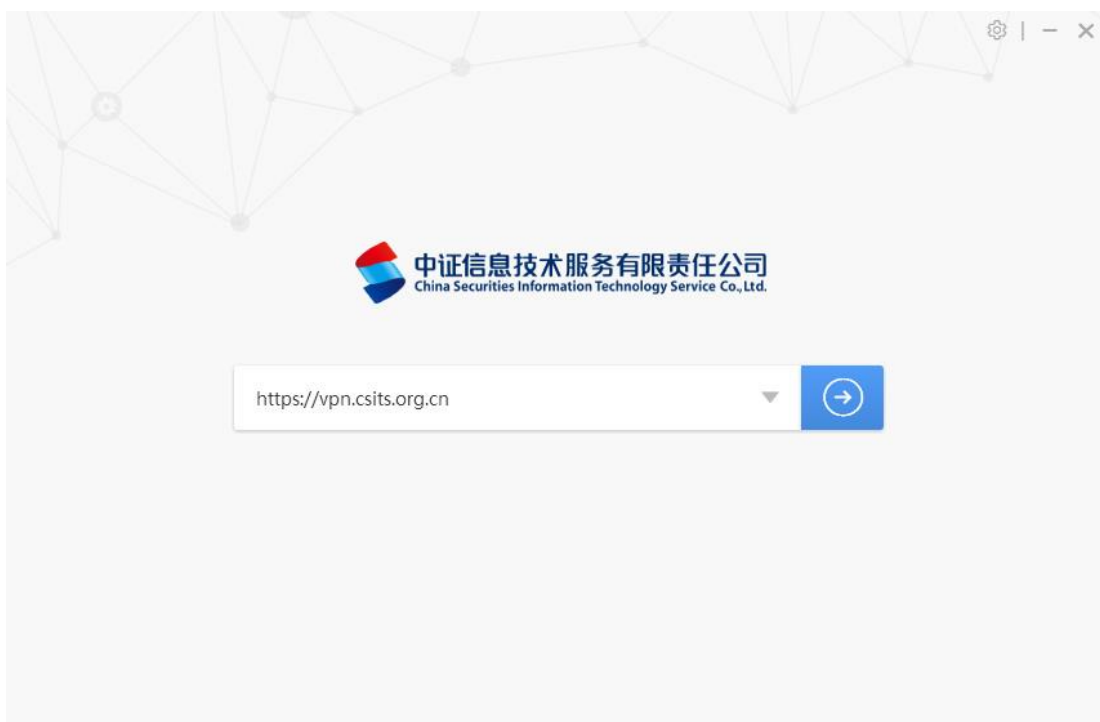 中证信息技术服务有限责任公司
China Securities Information Technology Service Co.,Ltd.
https://vpn.csits.org.cn